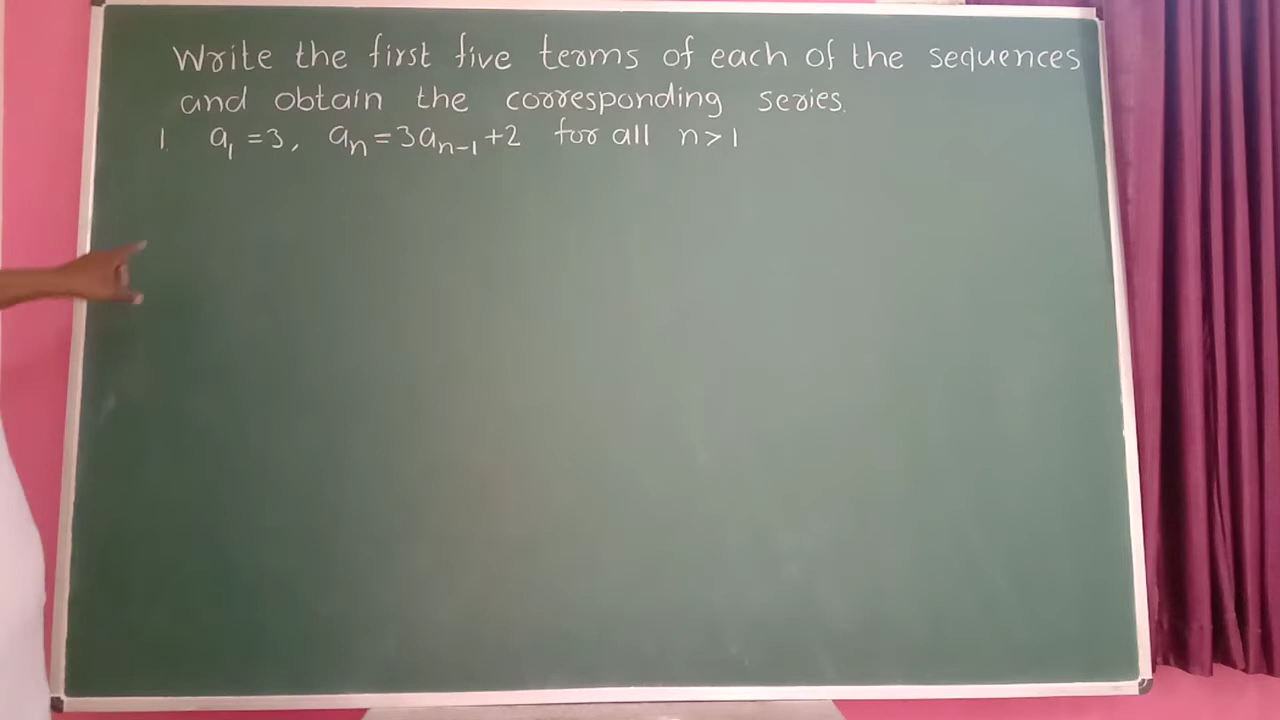 Write the first five terms of each of the sequences
and obtain the corresponding series.
1. a₁=3, aₙ=3aₙ₋₁+2 for all n>1